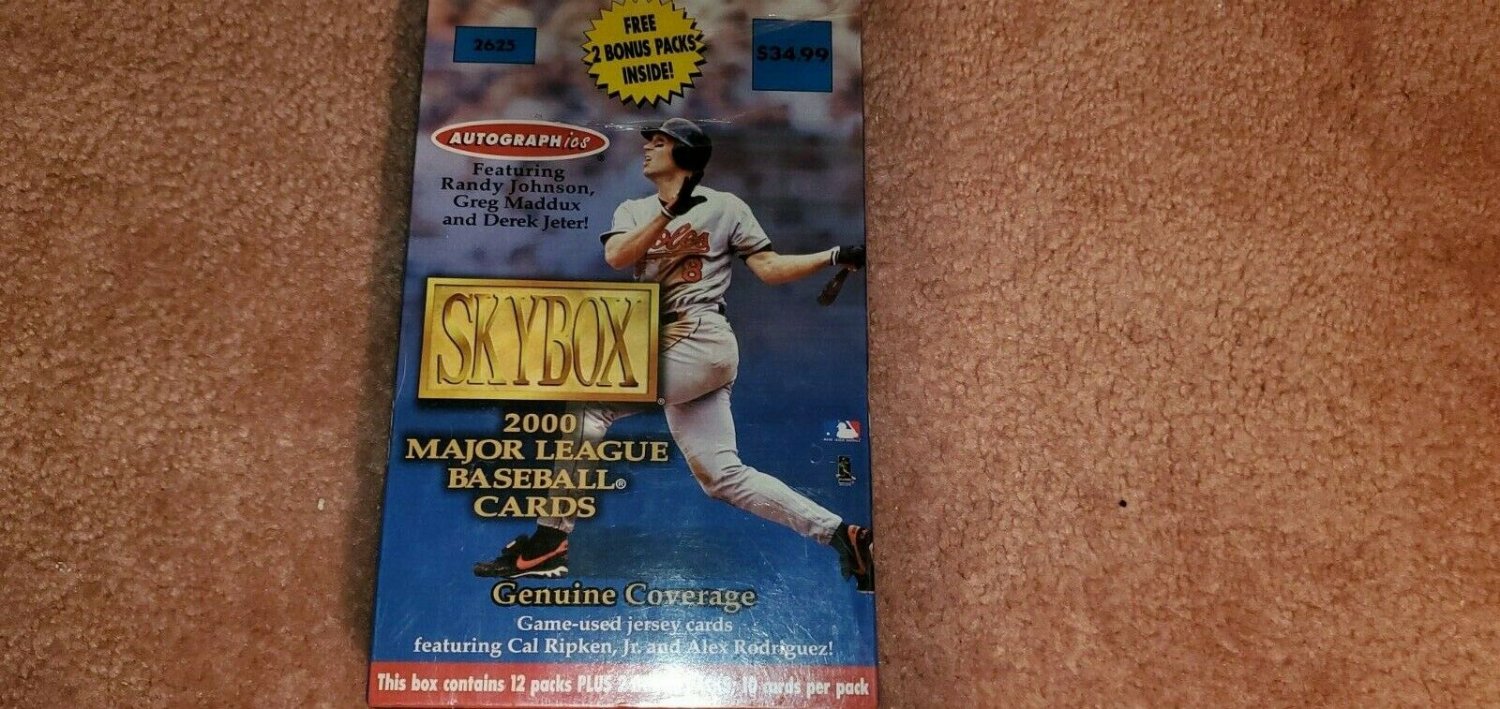 2625
FREE
2 BONUS PACKS
INSIDE!
$34.99
AUTOGRAPHics®
Featuring
Randy Johnson,
Greg Maddux
and Derek Jeter!
8
SKYBOX®
2000
MAJOR LEAGUE
BASEBALL®
CARDS
Genuine Coverage
Game-used jersey cards
featuring Cal Ripken, Jr. and Alex Rodriguez!
This box contains 12 packs PLUS 2 10 cards per pack